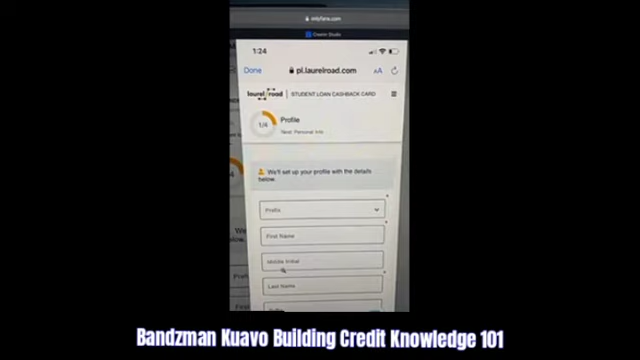 onlyfans.com
Creator Studio
1:24
Done
pl.laurelroad.com
AA
laurel road | STUDENT LOAN CASHBACK CARD
1/4
Profile
Next: Personal Info
We'll set up your profile with the details
below.
Prefix
First Name
Middle Initial
Last Name
Bandzman Kuavo Building Credit Knowledge 101